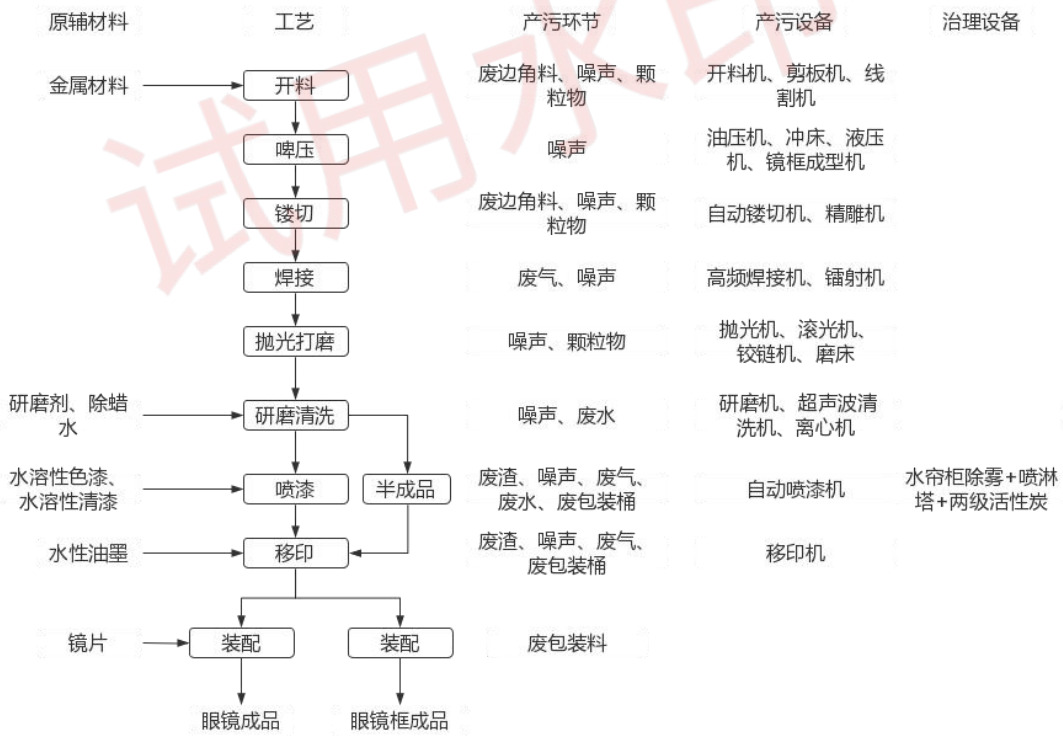 原辅材料 工艺 产污环节 产污设备 治理设备
金属材料 开料 废边角料、噪声、颗 开料机、剪板机、线
粒物 割机
啤压 噪声 油压机、冲床、液压
机、镜框成型机
镂切 废边角料、噪声、颗 自动镂切机、精雕机
粒物
焊接 废气、噪声 高频焊接机、镭射机
抛光打磨 噪声、颗粒物 抛光机、滚光机、
铰链机、磨床
研磨剂、除蜡 研磨清洗 噪声、废水 研磨机、超声波清
水 洗机、离心机
水溶性色漆、 喷漆 半成品 废渣、噪声、废气、 自动喷漆机 水帘柜除雾+喷淋
水溶性清漆 废水、废包装桶 塔+两级活性炭
水性油墨 移印 废渣、噪声、废气、 移印机
废包装桶
镜片 装配 装配 废包装料
眼镜成品 眼镜框成品
试用水印